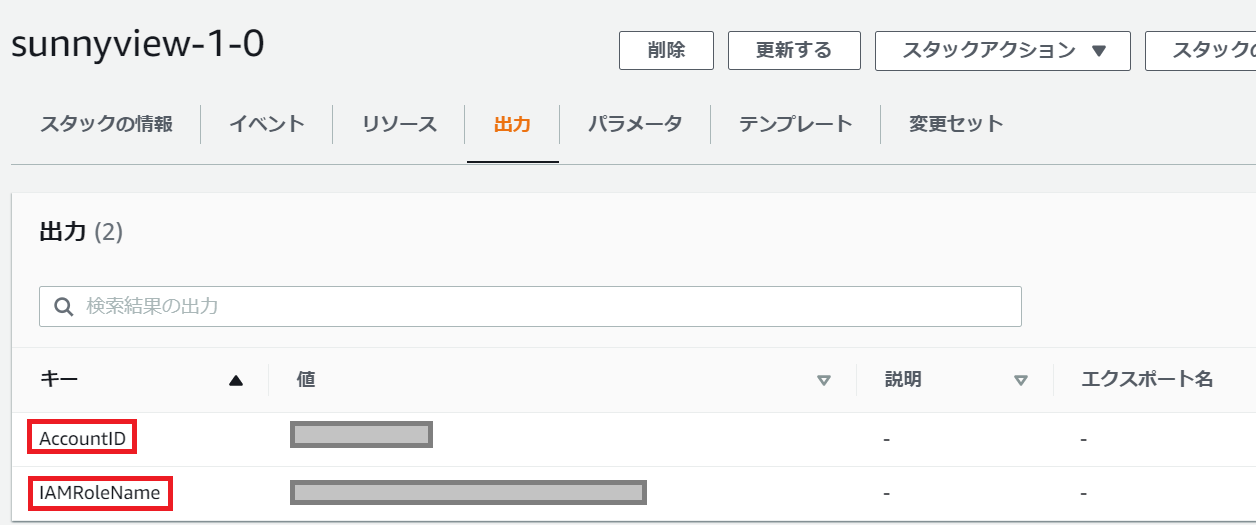 sunnyview-1-0
削除 更新する スタックアクション ▼ スタックの
スタックの情報 イベント リソース 出力 パラメータ テンプレート 変更セット
出力 (2)
検索結果の出力
キー ▲ 値 ▽ 説明 ▽ エクスポート名
AccountID - -
IAMRoleName - -